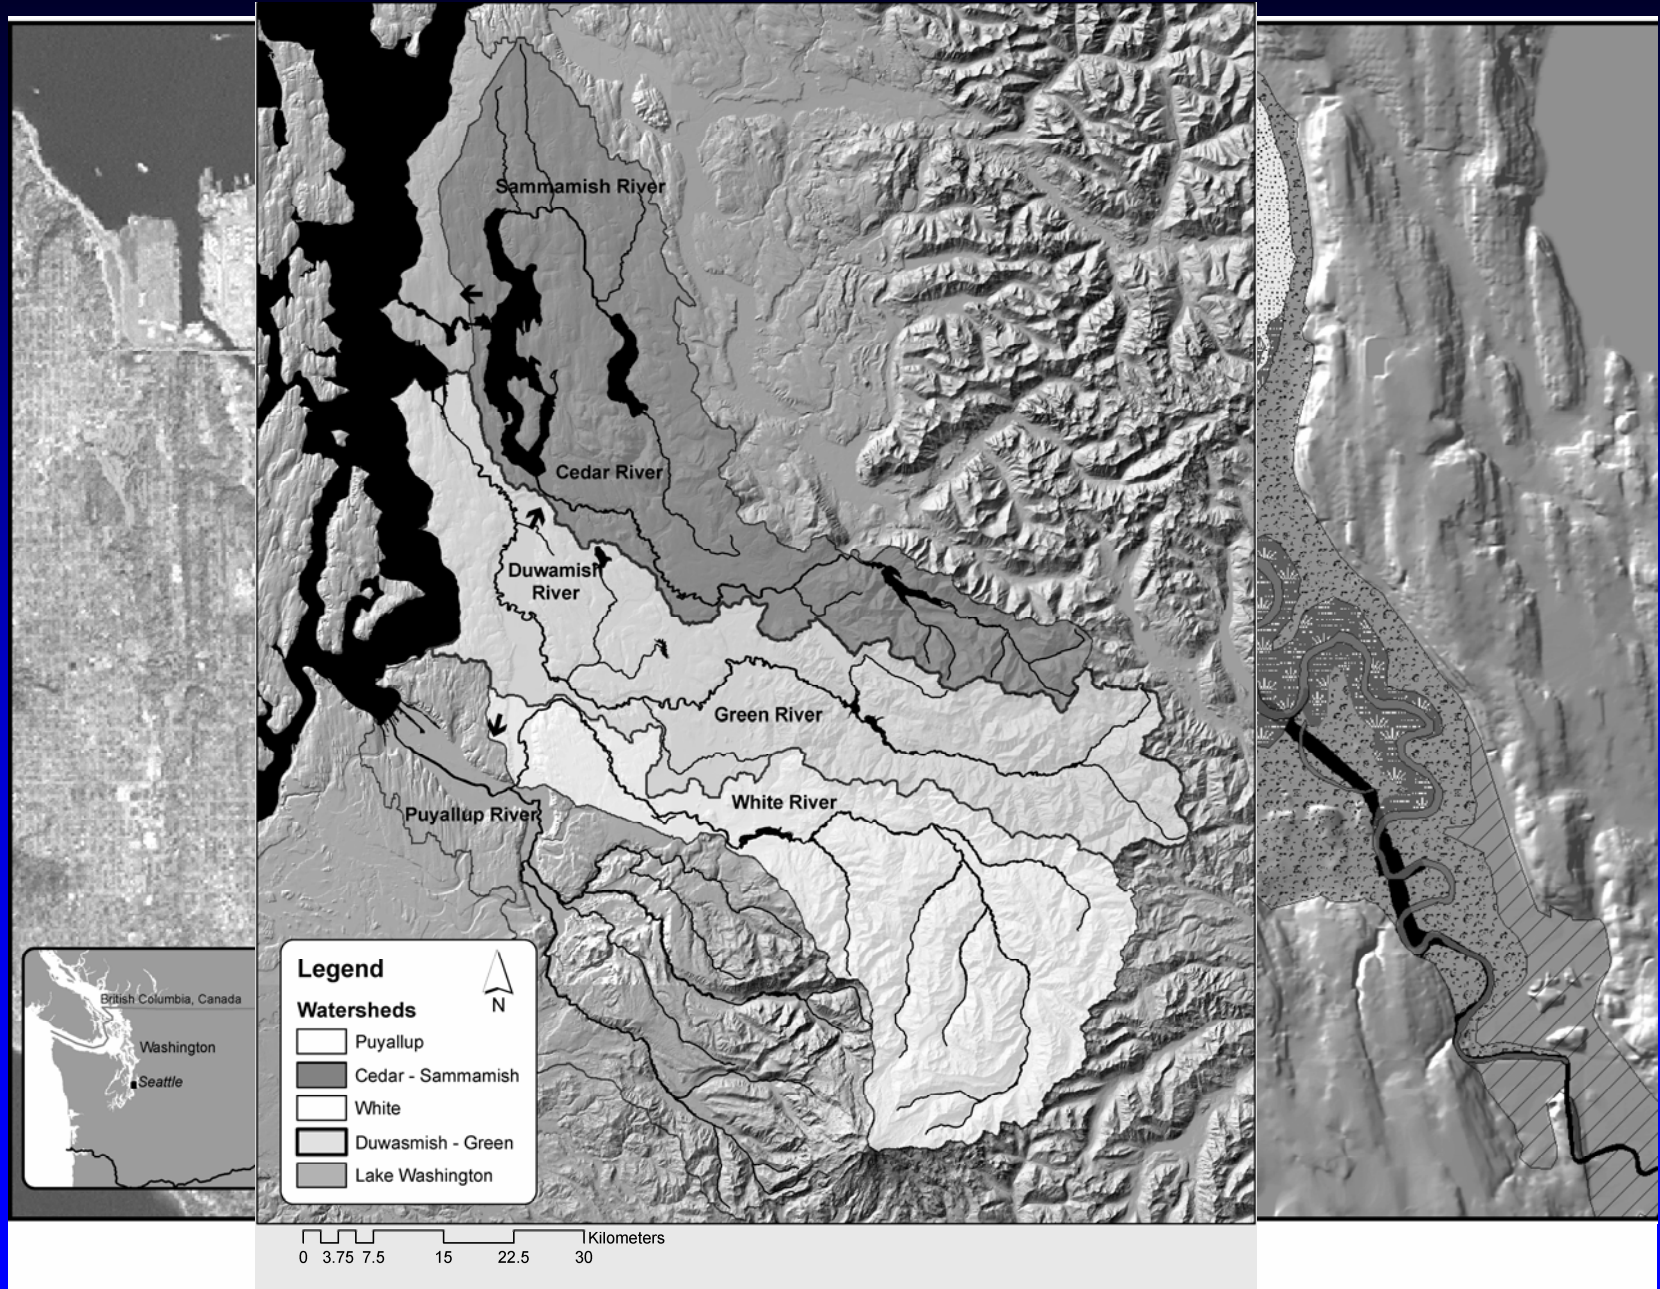 Sammamish River
Cedar River
Duwamish
River
Green River
White River
Puyallup River
British Columbia, Canada
Washington
Seattle
Legend
N
Watersheds
Puyallup
Cedar - Sammamish
White
Duwasmish - Green
Lake Washington
Kilometers
0 3.75 7.5 15 22.5 30